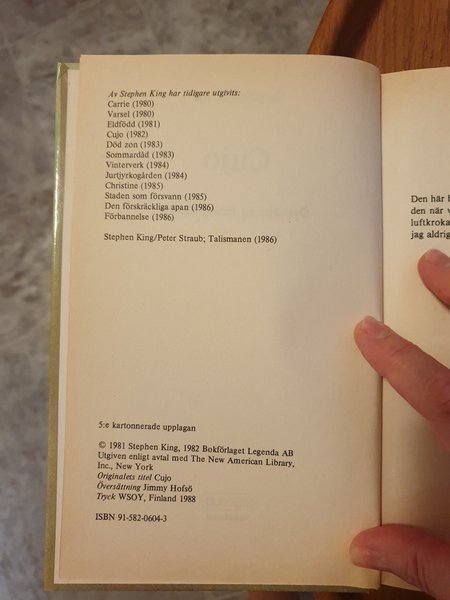 Av Stephen King har tidigare utgivits:
Carrie (1980)
Varsel (1980)
Eldfödd (1981)
Cujo (1982)
Död zon (1983)
Sommardåd (1983)
Vinterverk (1984)
Jurtjyrkogården (1984)
Christine (1985)
Staden som försvann (1985)
Den förskräckliga apan (1986)
Förbannelse (1986)
Stephen King/Peter Straub; Talismanen (1986)
5:e kartonnerade upplagan
© 1981 Stephen King, 1982 Bokförlaget Legenda AB
Utgiven enligt avtal med The New American Library,
Inc., New York
Originalets titel Cujo
Översättning Jimmy Hofsö
Tryck WSOY, Finland 1988
ISBN 91-582-0604-3
Den här b
den när v
luftkroka
jag aldrig